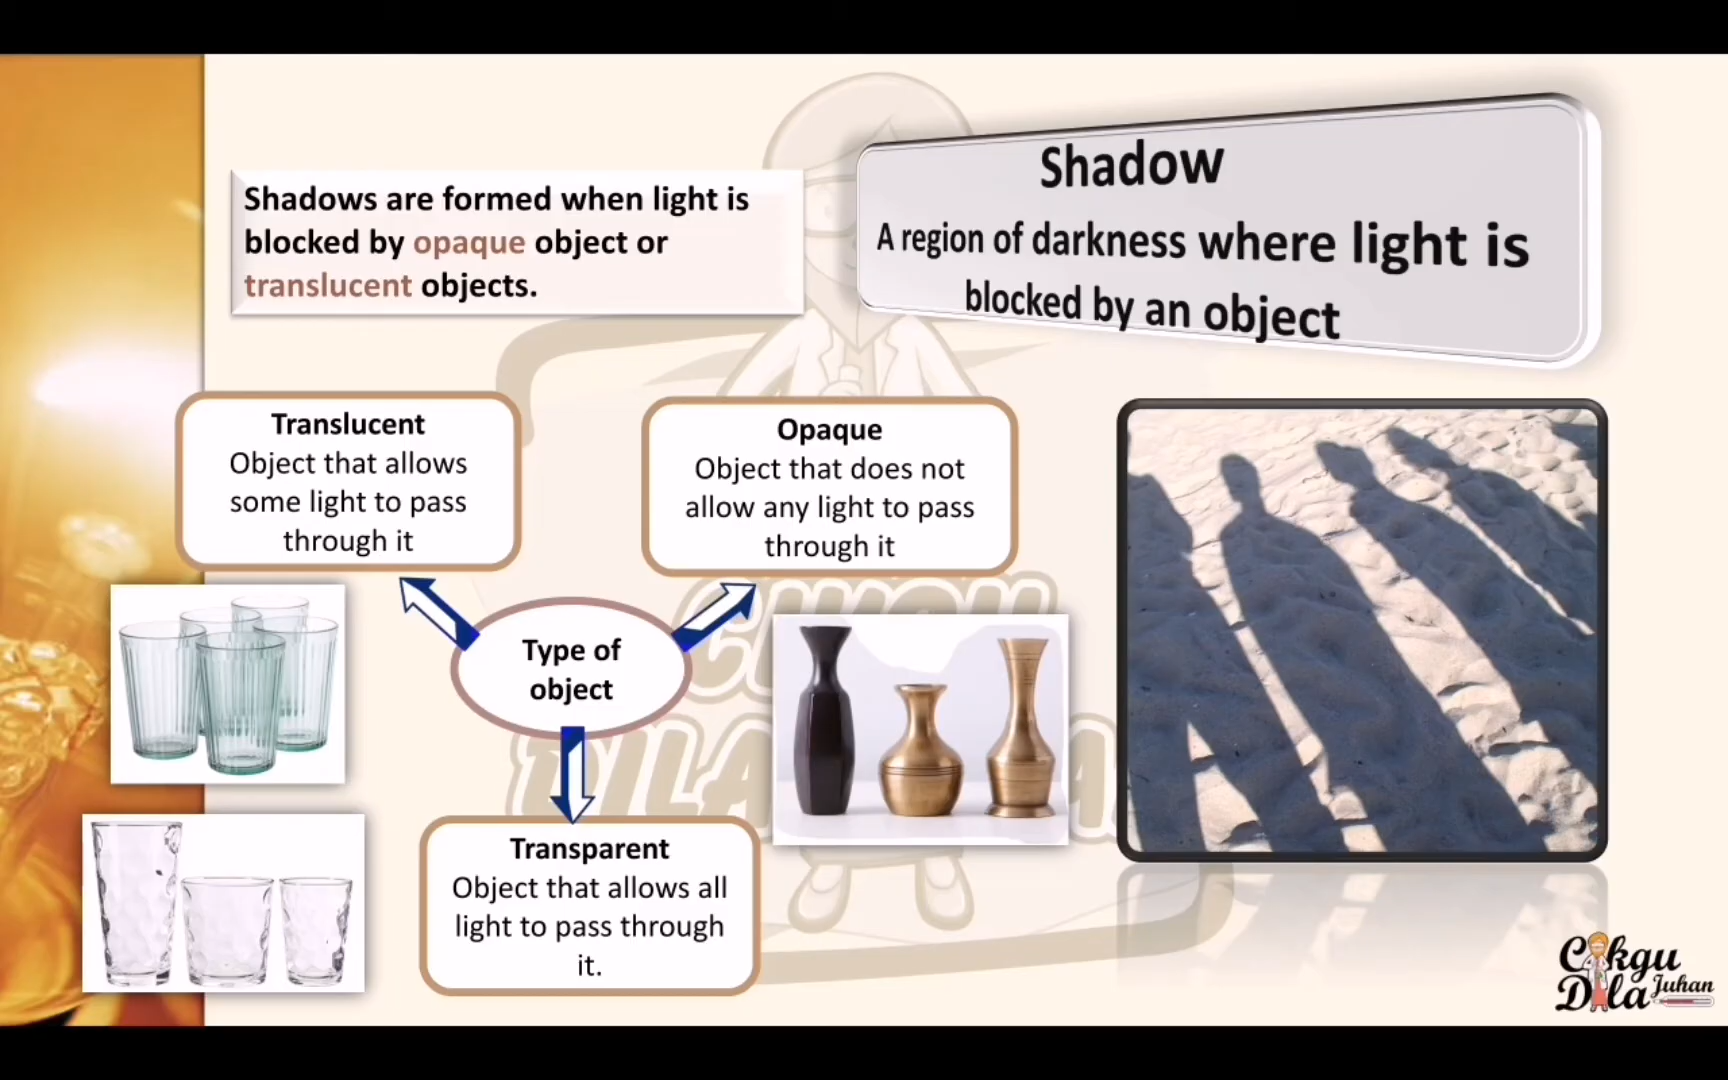 Shadow
A region of darkness where light is
blocked by an object
Shadows are formed when light is
blocked by opaque object or
translucent objects.
Translucent
Object that allows
some light to pass
through it
Opaque
Object that does not
allow any light to pass
through it
Type of
object
Transparent
Object that allows all
light to pass through
it.
Cikgu
Dila Juhan